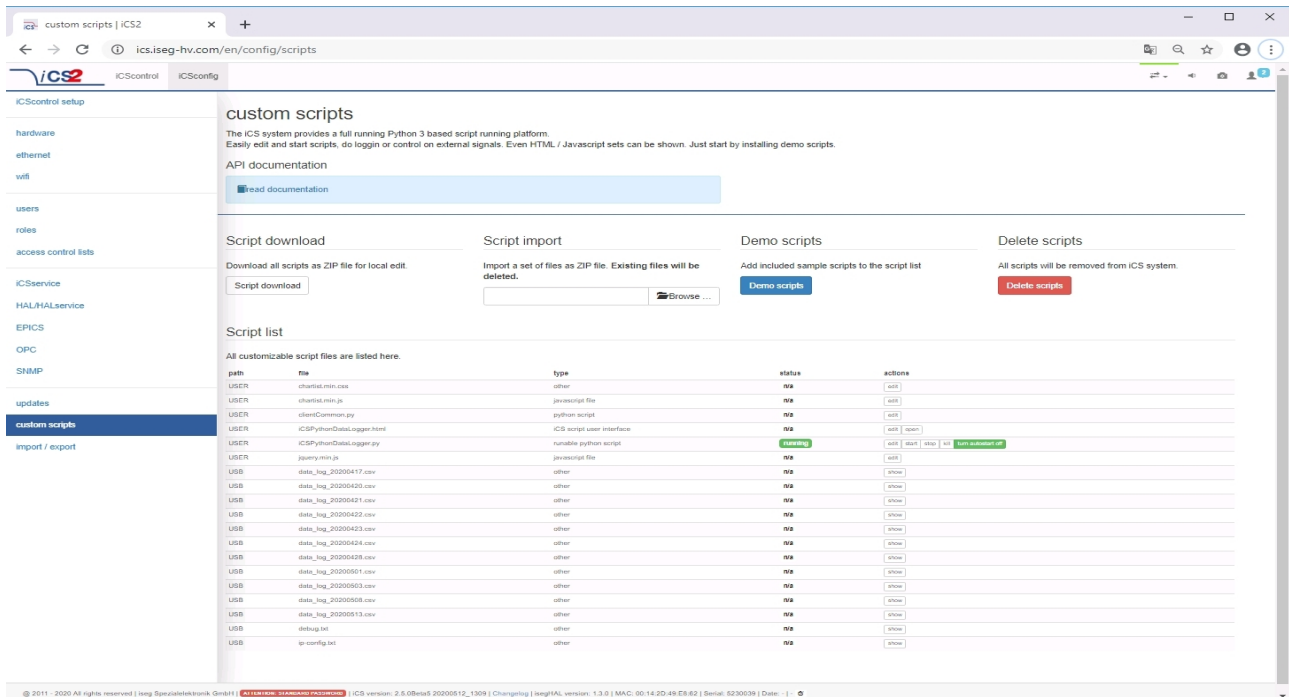 custom scripts | iCS2
ics.iseg-hv.com/en/config/scripts
iCS2
iCScontrol
iCSconfig
2
iCScontrol setup
hardware
ethernet
wifi
users
roles
access control lists
iCSservice
HAL/HALservice
EPICS
OPC
SNMP
updates
custom scripts
import / export
custom scripts
The iCS system provides a full running Python 3 based script running platform.
Easily edit and start scripts, do loggin or control on external signals. Even HTML / Javascript sets can be shown. Just start by installing demo scripts.
API documentation
read documentation
Script download
Download all scripts as ZIP file for local edit.
Script download
Script import
Import a set of files as ZIP file. Existing files will be
deleted.
Browse ...
Demo scripts
Add included sample scripts to the script list
Demo scripts
Delete scripts
All scripts will be removed from iCS system.
Delete scripts
Script list
All customizable script files are listed here.
path file type status actions
USER chartist.min.css other n/a edit
USER chartist.min.js javascript file n/a edit
USER clientCommon.py python script n/a edit
USER iCSPythonDataLogger.html iCS script user interface n/a edit open
USER iCSPythonDataLogger.py runable python script running edit start stop kill turn autostart off
USER jquery.min.js javascript file n/a edit
USB data_log_20200417.csv other n/a show
USB data_log_20200420.csv other n/a show
USB data_log_20200421.csv other n/a show
USB data_log_20200422.csv other n/a show
USB data_log_20200423.csv other n/a show
USB data_log_20200424.csv other n/a show
USB data_log_20200428.csv other n/a show
USB data_log_20200501.csv other n/a show
USB data_log_20200503.csv other n/a show
USB data_log_20200508.csv other n/a show
USB data_log_20200513.csv other n/a show
USB debug.txt other n/a show
USB ip-config.txt other n/a show
@ 2011 - 2020 All rights reserved | iseg Spezialelektronik GmbH | ATTENTION: STANDARD PASSWORD | iCS version: 2.5.0Beta5 20200512_1309 | Changelog | isegHAL version: 1.3.0 | MAC: 00:14:2D:49:E8:62 | Serial: 5230039 | Date: - | -